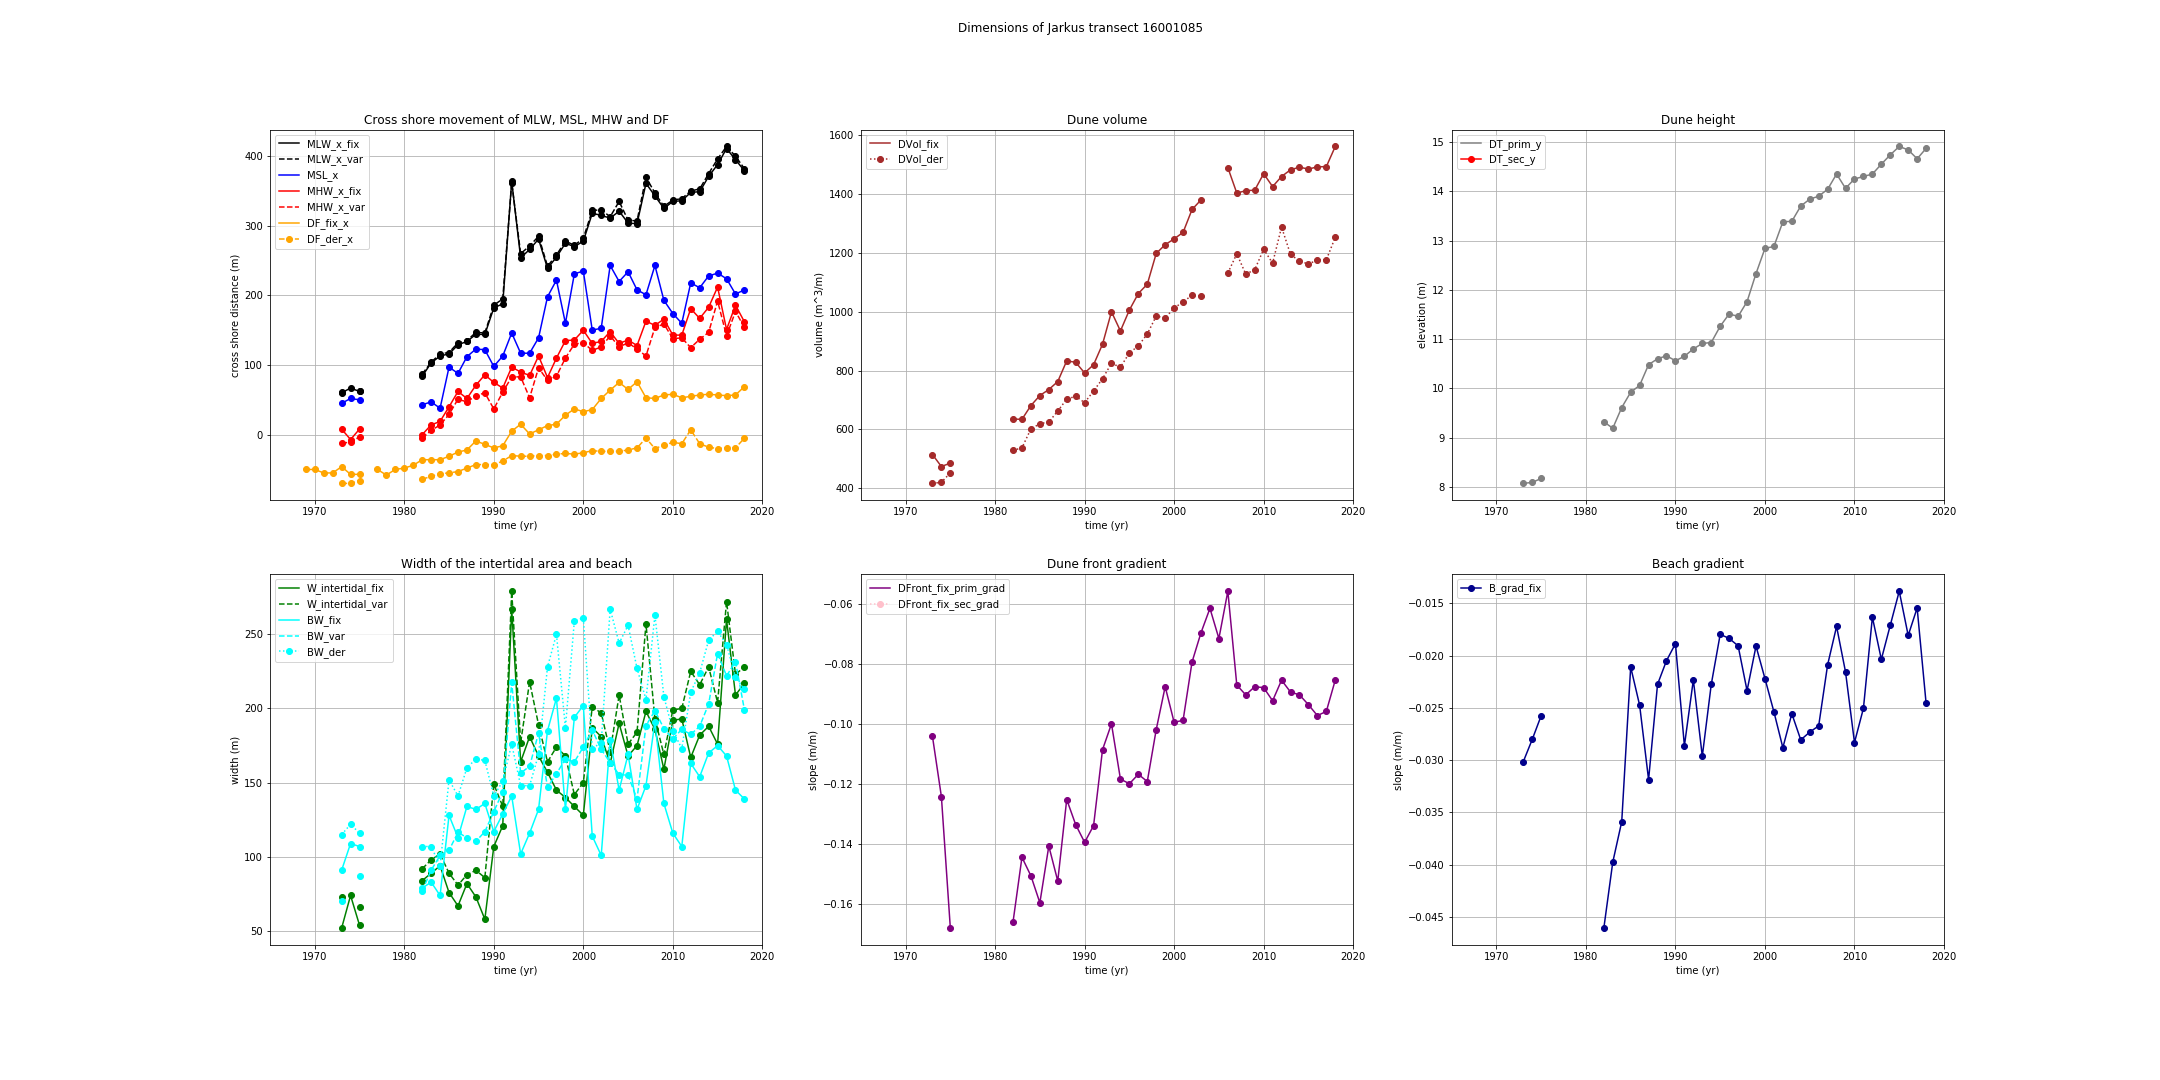 Dimensions of Jarkus transect 16001085
Cross shore movement of MLW, MSL, MHW and DF
MLW_x_fix
MLW_x_var
MSL_x
MHW_x_fix
MHW_x_var
DF_fix_x
DF_der_x
400
300
200
100
0
cross shore distance (m)
1970 1980 1990 2000 2010 2020
time (yr)
Dune volume
DVol_fix
DVol_der
1600
1400
1200
1000
800
600
400
volume (m^3/m)
1970 1980 1990 2000 2010 2020
time (yr)
Dune height
DT_prim_y
DT_sec_y
15
14
13
12
11
10
9
8
elevation (m)
1970 1980 1990 2000 2010 2020
time (yr)
Width of the intertidal area and beach
W_intertidal_fix
W_intertidal_var
BW_fix
BW_var
BW_der
250
200
150
100
50
width (m)
1970 1980 1990 2000 2010 2020
time (yr)
Dune front gradient
DFront_fix_prim_grad
DFront_fix_sec_grad
−0.06
−0.08
−0.10
−0.12
−0.14
−0.16
slope (m/m)
1970 1980 1990 2000 2010 2020
time (yr)
Beach gradient
B_grad_fix
−0.015
−0.020
−0.025
−0.030
−0.035
−0.040
−0.045
slope (m/m)
1970 1980 1990 2000 2010 2020
time (yr)